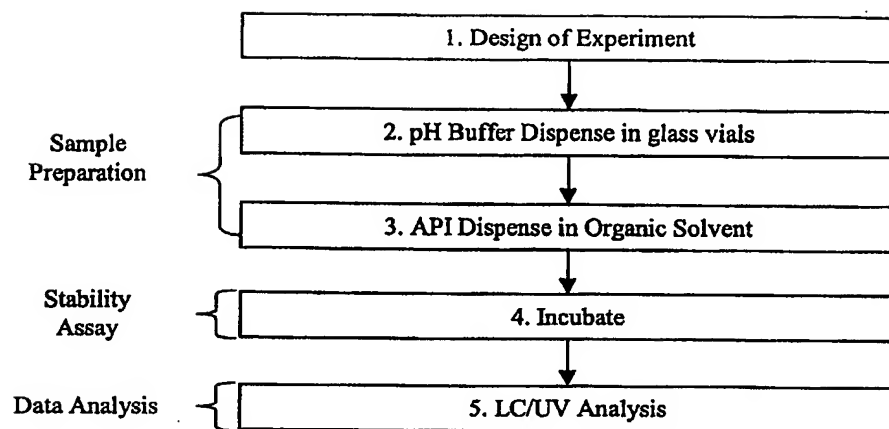 1. Design of Experiment
Sample
Preparation
2. pH Buffer Dispense in glass vials
3. API Dispense in Organic Solvent
Stability
Assay
4. Incubate
Data Analysis
5. LC/UV Analysis